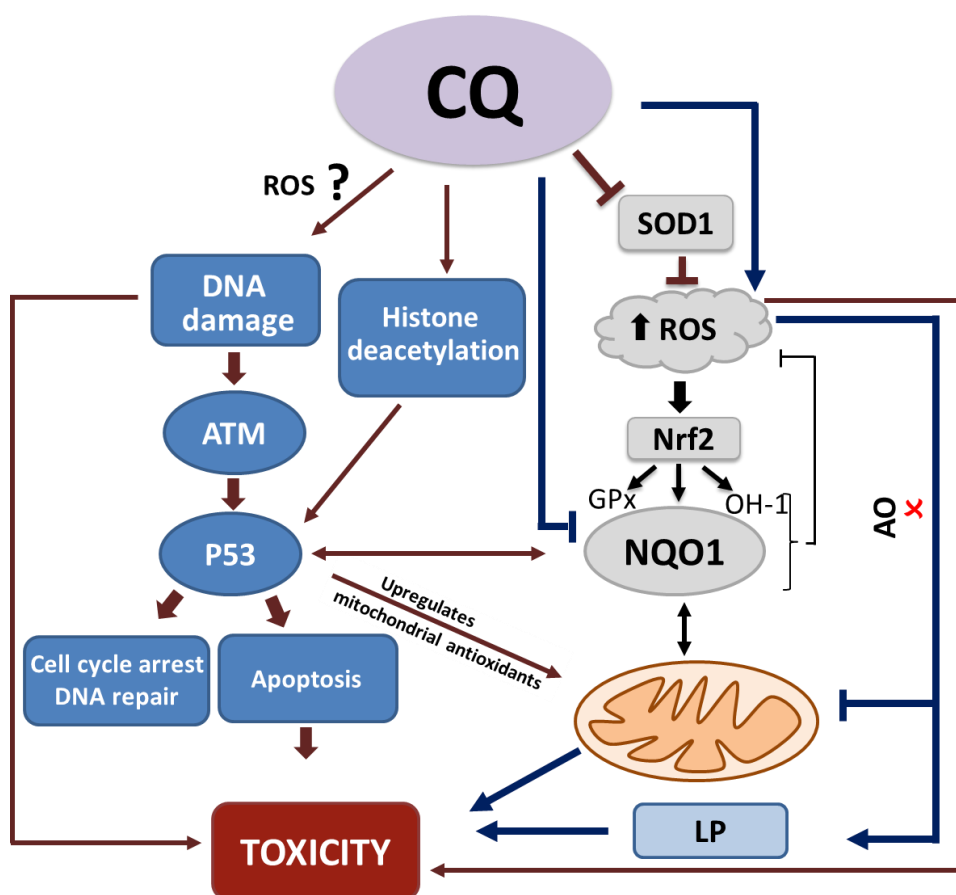 CQ
ROS ?
SOD1
DNA
damage
Histone
deacetylation
ROS
ATM
Nrf2
GPx
OH-1
AO x
P53
NQO1
Upregulates
mitochondrial antioxidants
Cell cycle arrest
DNA repair
Apoptosis
TOXICITY
LP